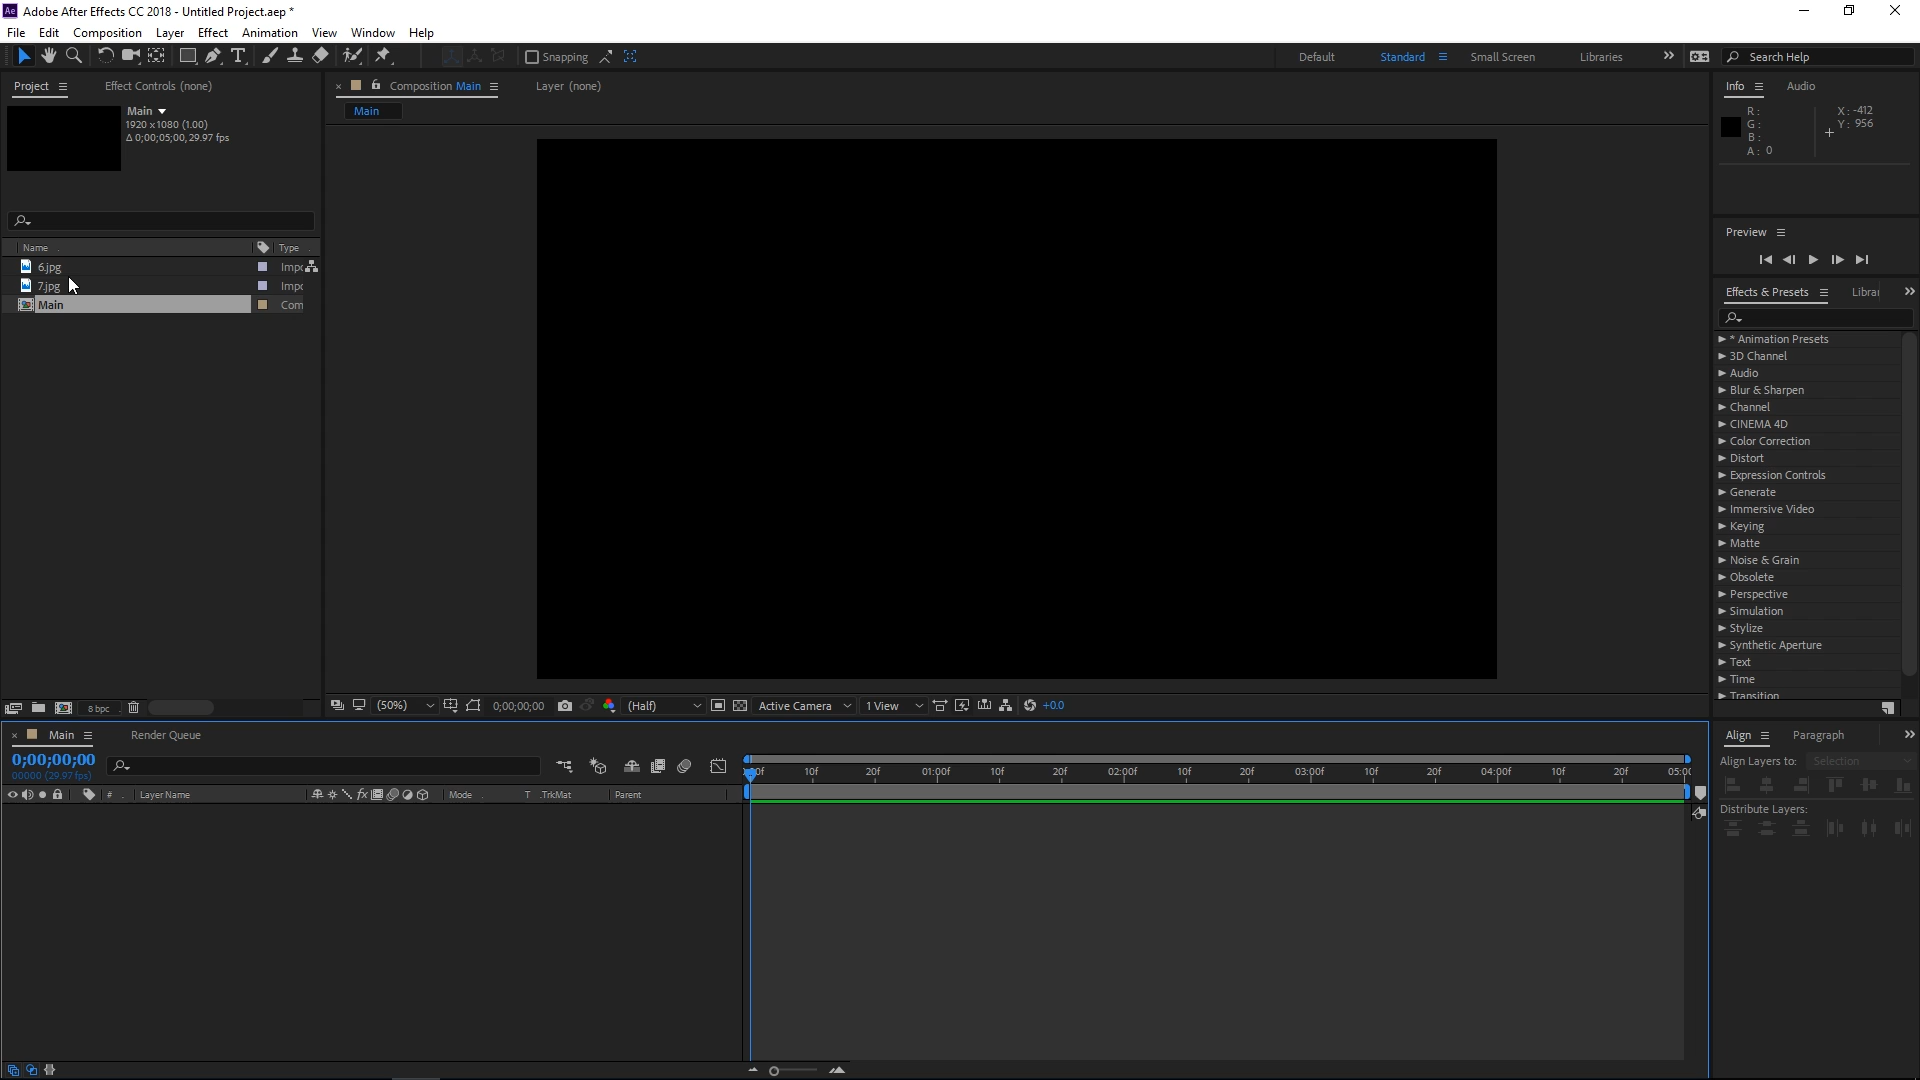 Ae Adobe After Effects CC 2018 - Untitled Project.aep *
File Edit Composition Layer Effect Animation View Window Help
Snapping Default Standard Small Screen Libraries Search Help
Project Effect Controls (none) Composition Main Layer (none) Info Audio
Main
1920 x 1080 (1.00)
Δ 0;00;05;00, 29.97 fps
Main
R:
G:
B:
A: 0
X: -412
Y: 956
Preview
Name Type
6.jpg
7.jpg
Main Com
Effects & Presets
* Animation Presets
3D Channel
Audio
Blur & Sharpen
Channel
CINEMA 4D
Color Correction
Distort
Expression Controls
Generate
Immersive Video
Keying
Matte
Noise & Grain
Obsolete
Perspective
Simulation
Stylize
Synthetic Aperture
Text
Time
Transition
8 bpc (50%) 0;00;00;00 (Half) Active Camera 1 View +0.0
Main Render Queue
0;00;00;00
00000 (29.97 fps)
10f 20f 01:00f 10f 20f 02:00f 10f 20f 03:00f 10f 20f 04:00f 10f 20f
# Layer Name Mode T .TrkMat Parent
Align Paragraph
Align Layers to: Selection
Distribute Layers: